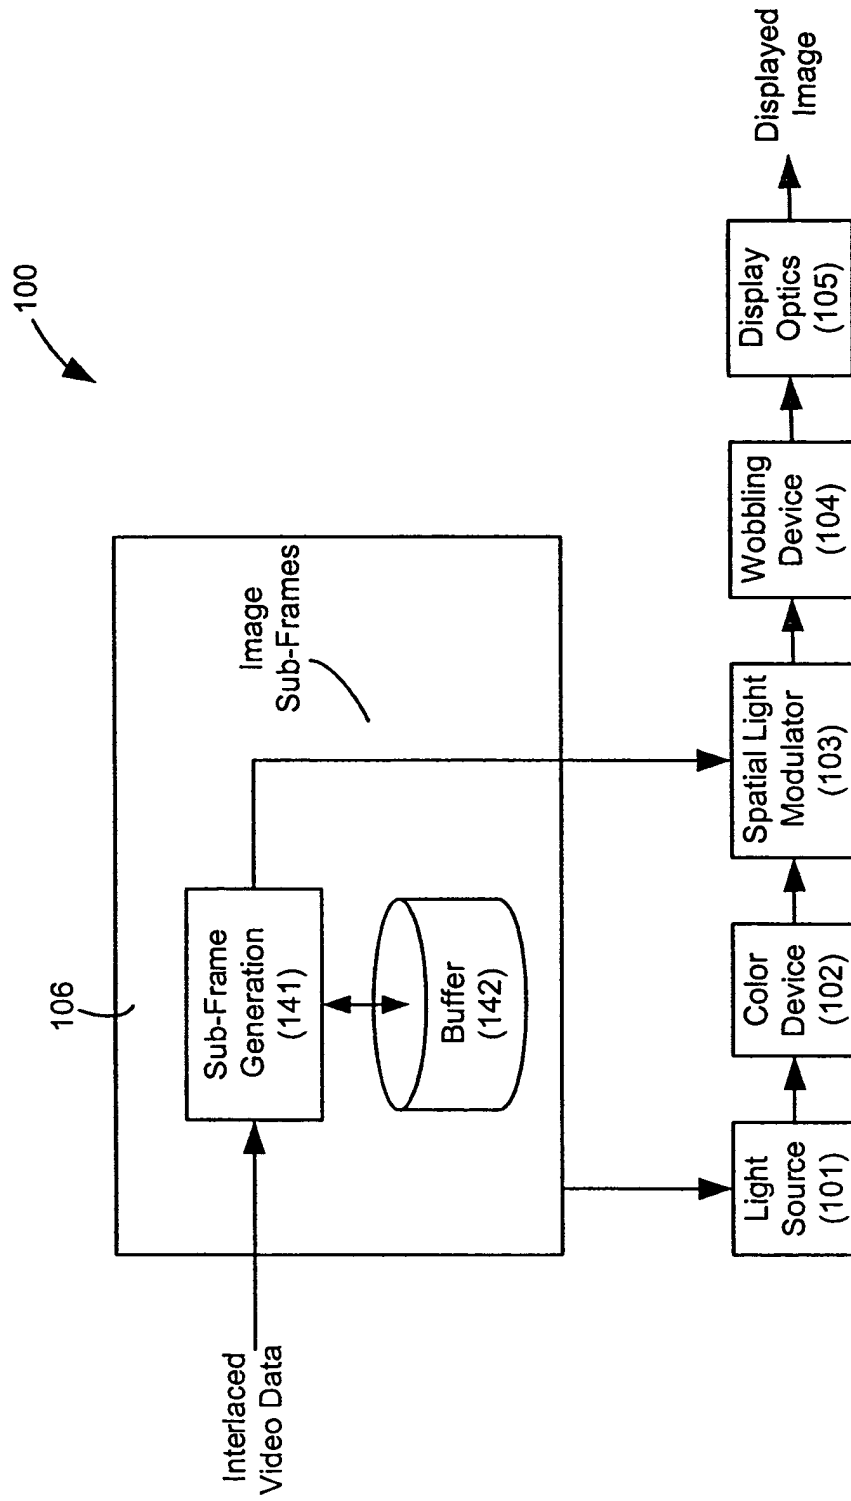 100
106
Interlaced
Video Data
Sub-Frame
Generation
(141)
Buffer
(142)
Image
Sub-Frames
Light
Source
(101)
Color
Device
(102)
Spatial Light
Modulator
(103)
Wobbling
Device
(104)
Display
Optics
(105)
Displayed
Image